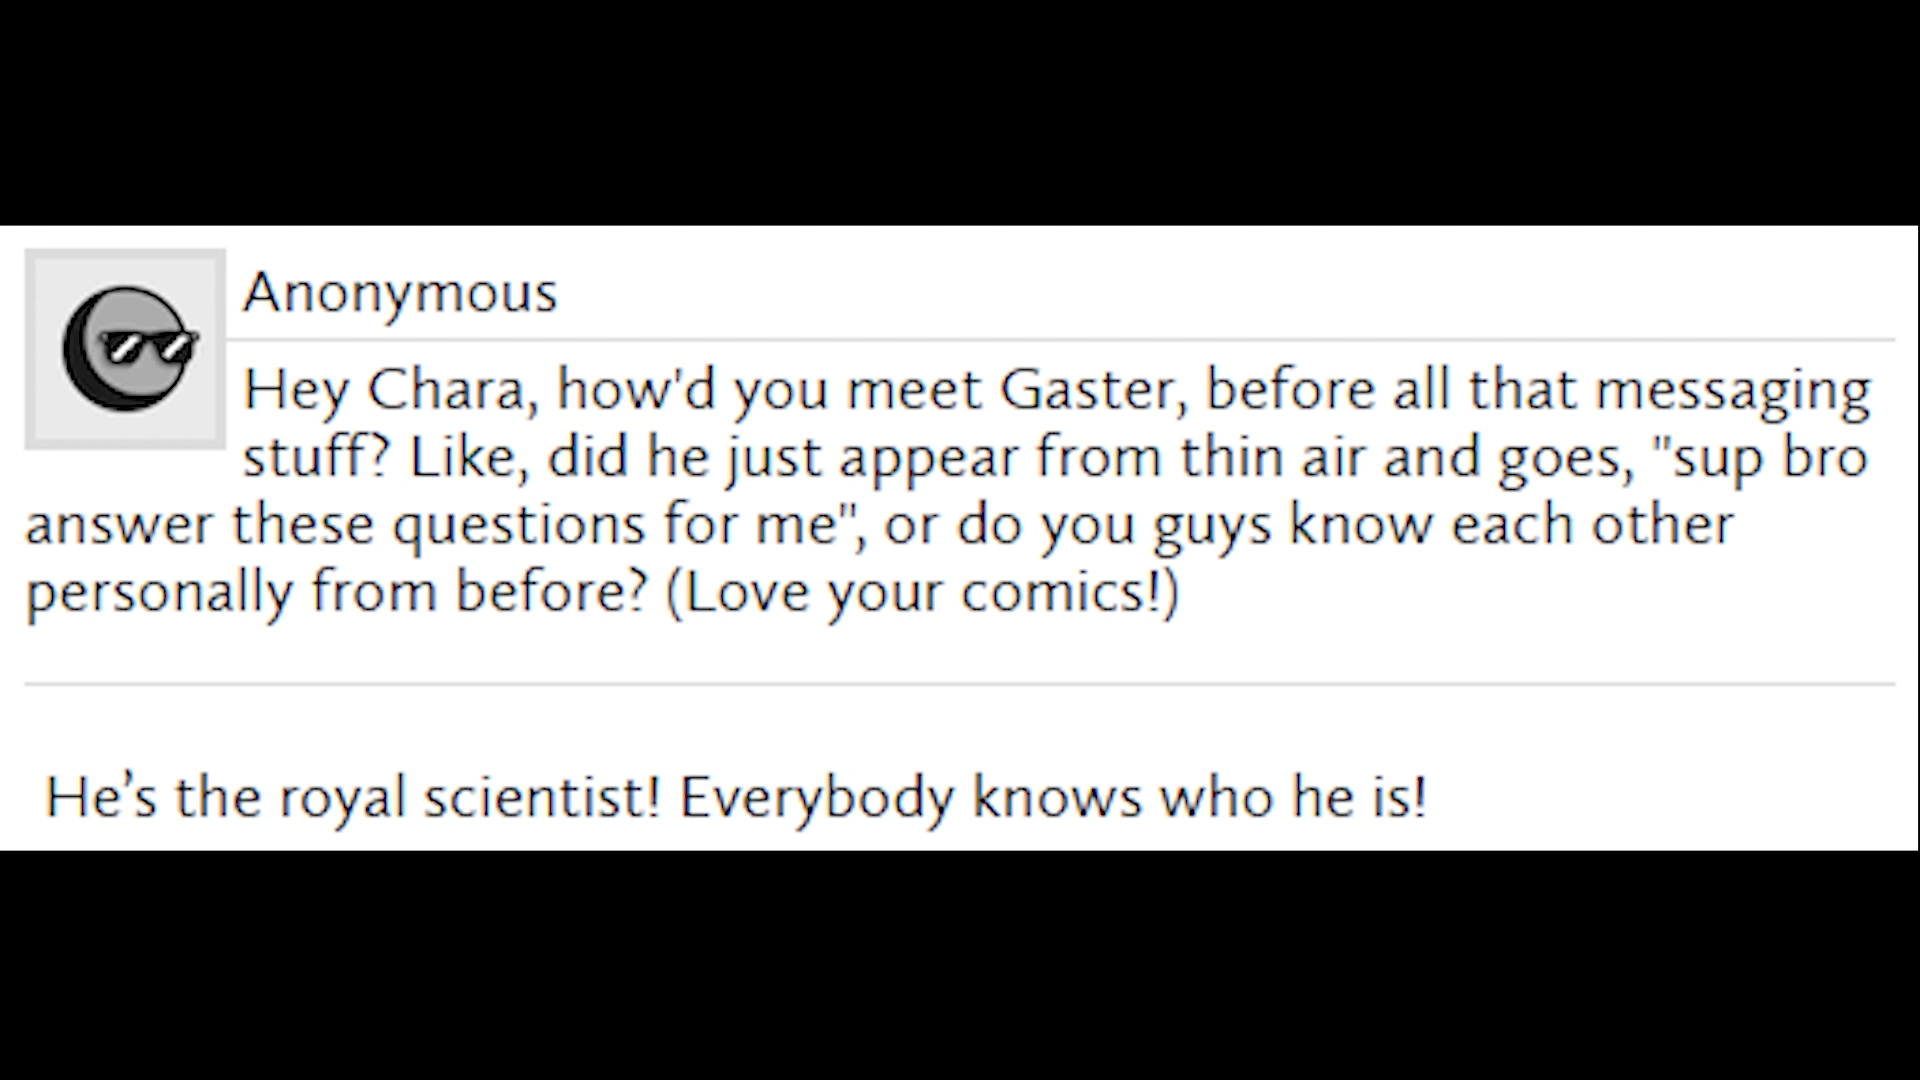 Anonymous
Hey Chara, how'd you meet Gaster, before all that messaging
stuff? Like, did he just appear from thin air and goes, "sup bro
answer these questions for me", or do you guys know each other
personally from before? (Love your comics!)
He’s the royal scientist! Everybody knows who he is!